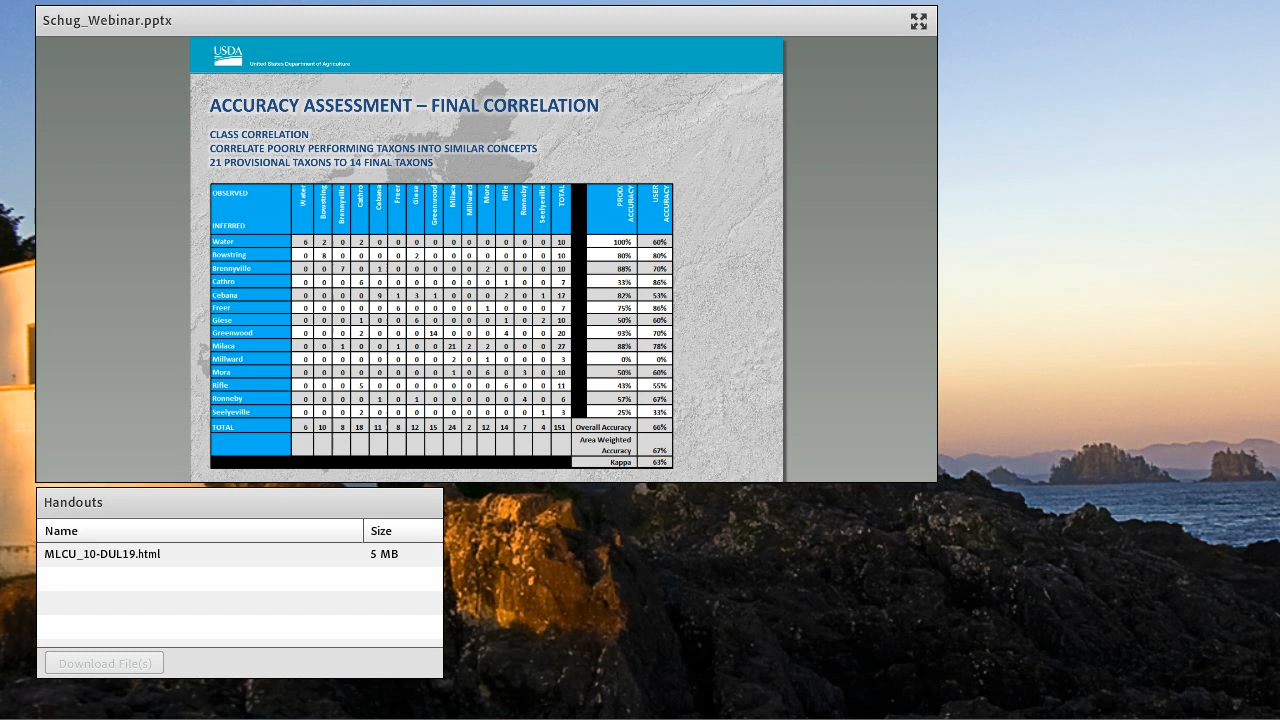 Schug_Webinar.pptx
USDA
United States Department of Agriculture
ACCURACY ASSESSMENT – FINAL CORRELATION
CLASS CORRELATION
CORRELATE POORLY PERFORMING TAXONS INTO SIMILAR CONCEPTS
21 PROVISIONAL TAXONS TO 14 FINAL TAXONS
OBSERVED INFERRED Water Bowstring Brennyville Cathro Cebana Freer Giese Greenwood Milaca Millward Mora Rifle Ronneby Seelyeville TOTAL PROD. ACCURACY USER ACCURACY
Water 6 2 0 2 0 0 0 0 0 0 0 0 0 0 10 100% 60%
Bowstring 0 8 0 0 0 0 2 0 0 0 0 0 0 0 10 80% 80%
Brennyville 0 0 7 0 1 0 0 0 0 0 2 0 0 0 10 88% 70%
Cathro 0 0 0 6 0 0 0 0 0 0 0 1 0 0 7 33% 86%
Cebana 0 0 0 0 9 1 3 1 0 0 0 2 0 1 17 82% 53%
Freer 0 0 0 0 0 6 0 0 0 0 1 0 0 0 7 75% 86%
Giese 0 0 0 1 0 0 6 0 0 0 0 1 0 2 10 50% 60%
Greenwood 0 0 0 2 0 0 0 14 0 0 0 4 0 0 20 93% 70%
Milaca 0 0 1 0 0 1 0 0 21 2 2 0 0 0 27 88% 78%
Millward 0 0 0 0 0 0 0 0 2 0 1 0 0 0 3 0% 0%
Mora 0 0 0 0 0 0 0 0 1 0 6 0 3 0 10 50% 60%
Rifle 0 0 0 5 0 0 0 0 0 0 0 6 0 0 11 43% 55%
Ronneby 0 0 0 0 1 0 1 0 0 0 0 0 4 0 6 57% 67%
Seelyeville 0 0 0 2 0 0 0 0 0 0 0 0 0 1 3 25% 33%
TOTAL 6 10 8 18 11 8 12 15 24 2 12 14 7 4 151 Overall Accuracy 66%
Area Weighted
Accuracy 67%
Kappa 63%
Handouts
Name Size
MLCU_10-DUL19.html 5 MB
Download File(s)